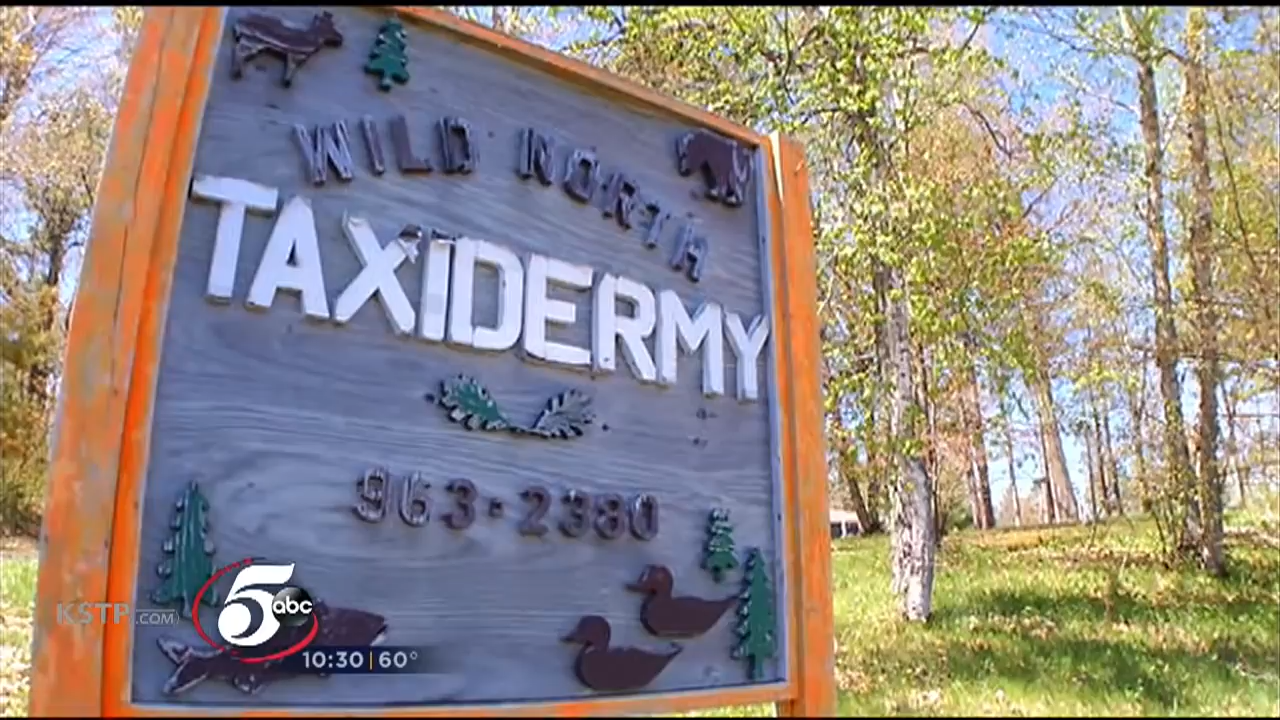 WILD NORTH
TAXIDERMY
963-2380
KSTP.COM
5 abc
10:30 | 60°